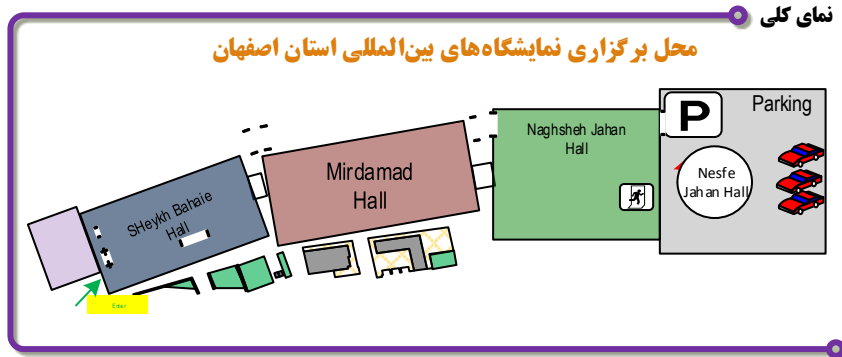 نمای کلی
محل برگزاری نمایشگاه‌های بین‌المللی استان اصفهان
P
Parking
Naghsheh Jahan
Hall
Mirdamad
Hall
Nesfe
Jahan Hall
SHeykh Bahaie
Hall
Enter